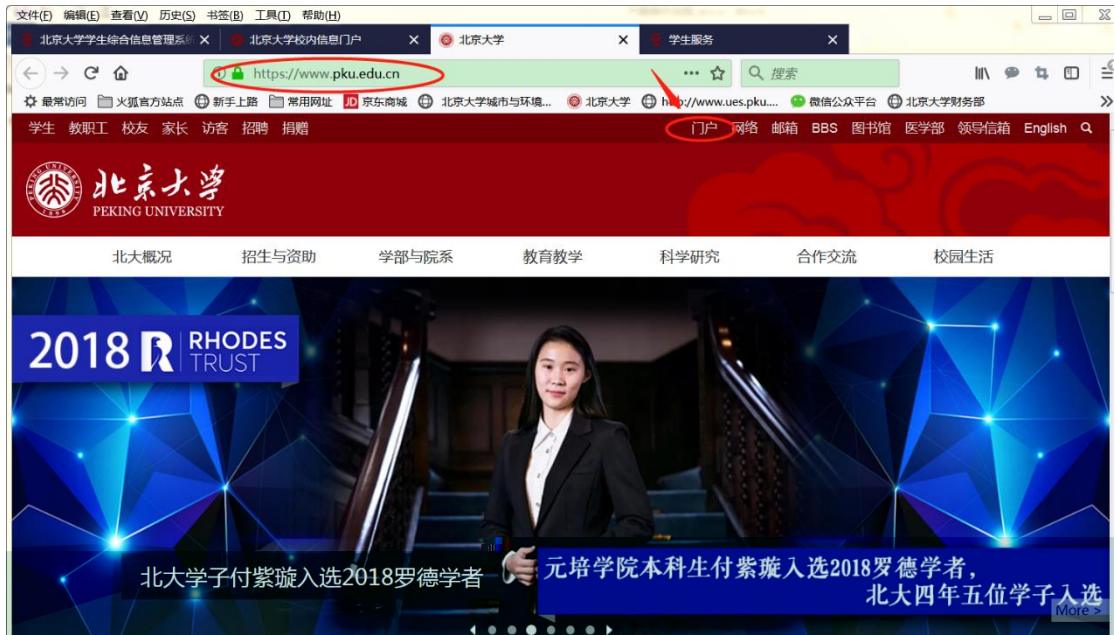 文件(F) 编辑(E) 查看(V) 历史(S) 书签(B) 工具(T) 帮助(H)
北京大学学生综合信息管理系统 北京大学校内信息门户 北京大学 学生服务
https://www.pku.edu.cn 搜索
最常访问 火狐官方站点 新手上路 常用网址 JD 京东商城 北京大学城市与环境... 北京大学 http://www.ues.pku.... 微信公众平台 北京大学财务部
学生 教职工 校友 家长 访客 招聘 捐赠 门户 网络 邮箱 BBS 图书馆 医学部 领导信箱 English
北京大学
PEKING UNIVERSITY
1898
北大概况 招生与资助 学部与院系 教育教学 科学研究 合作交流 校园生活
2018 R RHODES
TRUST
北大学子付紫璇入选2018罗德学者
元培学院本科生付紫璇入选2018罗德学者，
北大四年五位学子入选
More >